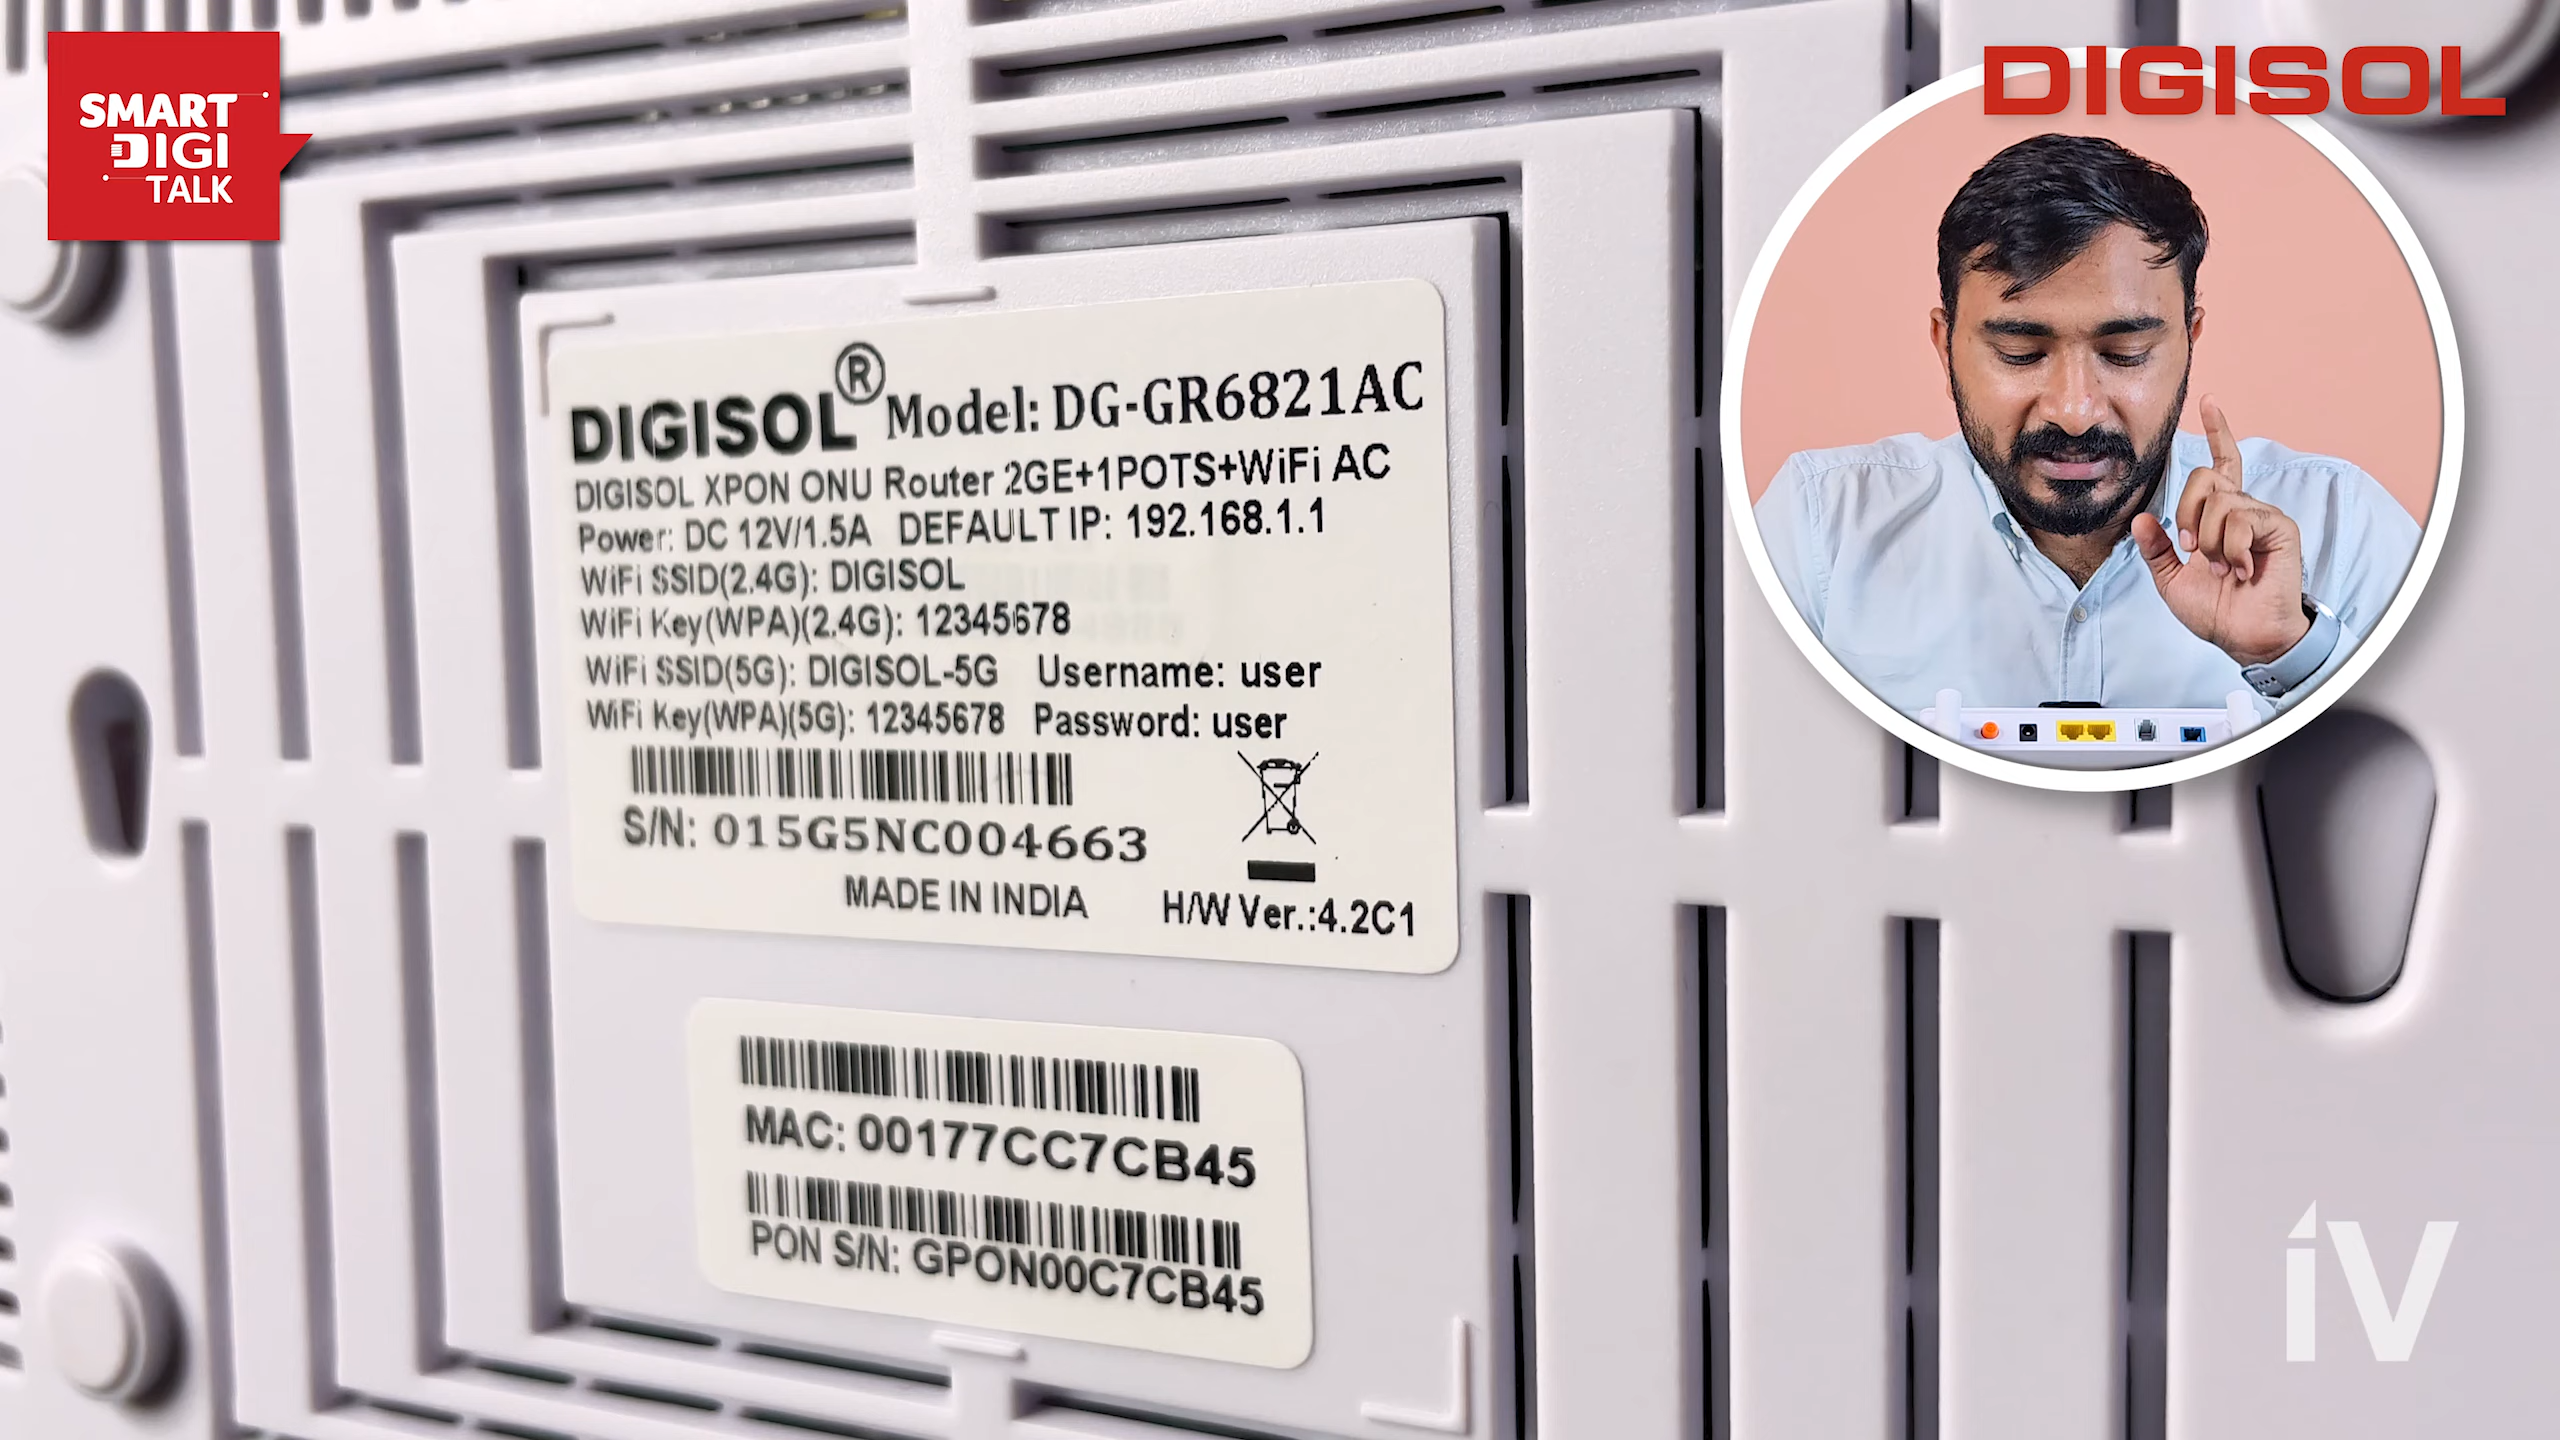 SMART
DIGI
TALK
DIGISOL
DIGISOL® Model: DG-GR6821AC
DIGISOL XPON ONU Router 2GE+1POTS+WiFi AC
Power: DC 12V/1.5A DEFAULT IP: 192.168.1.1
WiFi SSID(2.4G): DIGISOL
WiFi Key(WPA)(2.4G): 12345678
WiFi SSID(5G): DIGISOL-5G Username: user
WiFi Key(WPA)(5G): 12345678 Password: user
S/N: 015G5NC004663
MADE IN INDIA H/W Ver.:4.2C1
MAC: 00177CC7CB45
PON S/N: GPON00C7CB45
iV